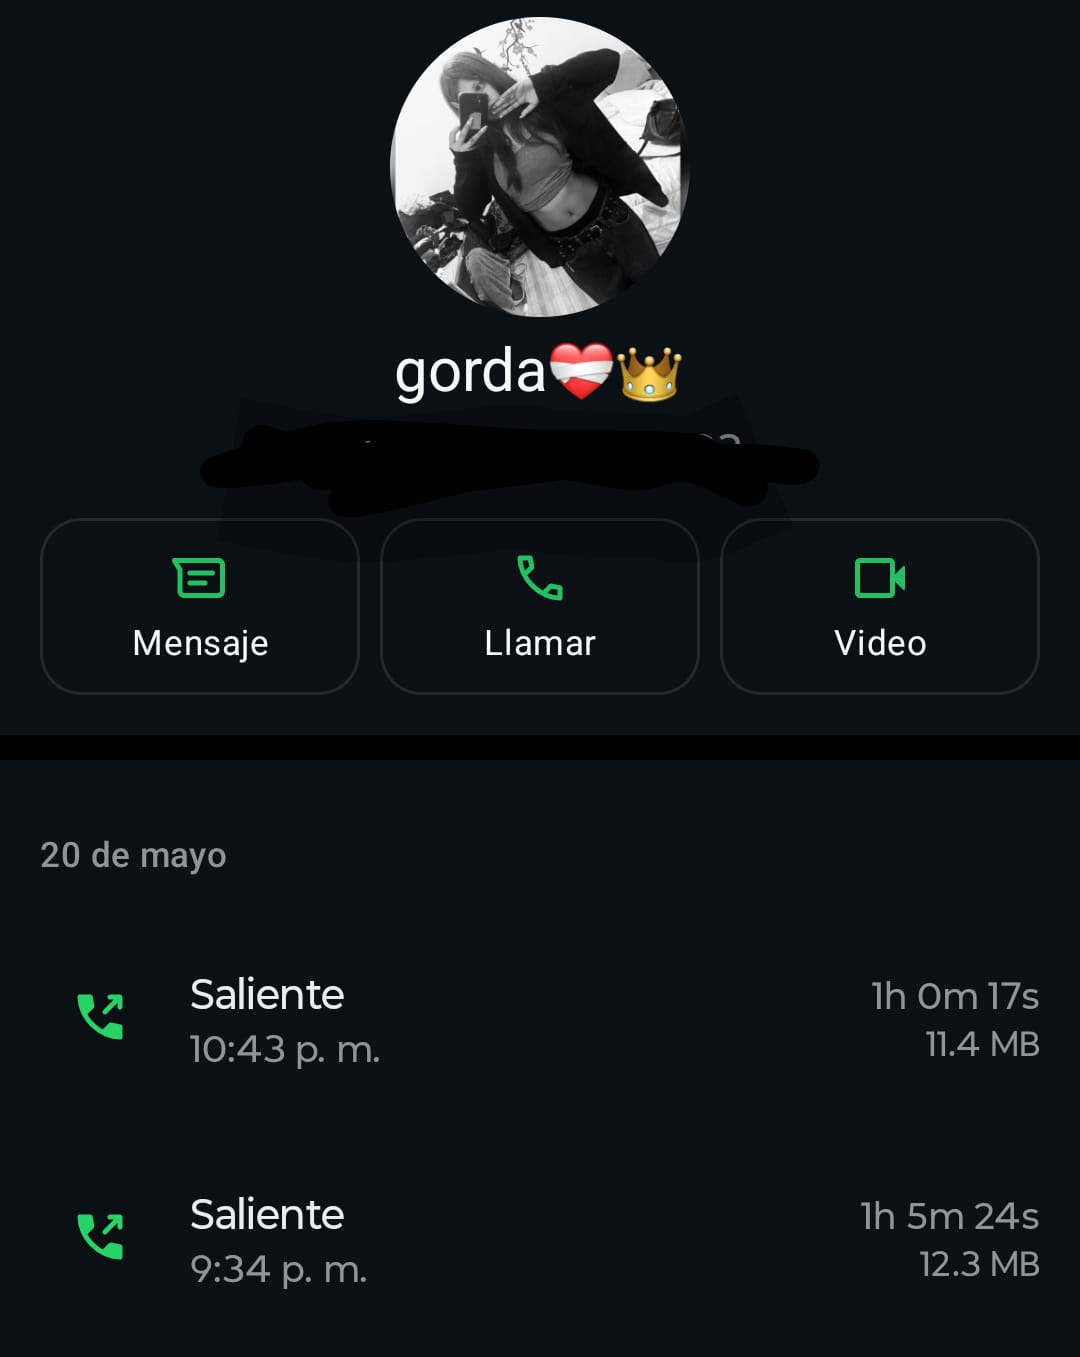 gorda❤️‍🩹👑
Mensaje
Llamar
Video
20 de mayo
Saliente
1h 0m 17s
10:43 p. m.
11.4 MB
Saliente
1h 5m 24s
9:34 p. m.
12.3 MB